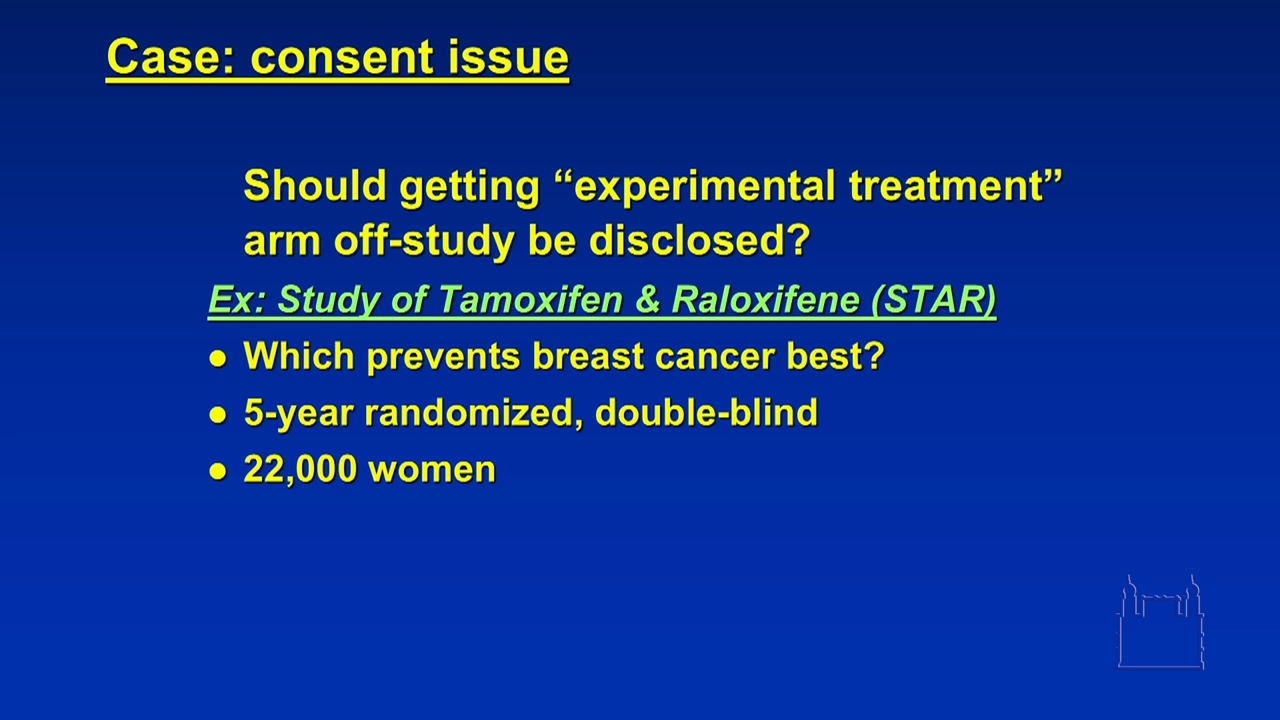 Case: consent issue
Should getting “experimental treatment”
arm off-study be disclosed?
Ex: Study of Tamoxifen & Raloxifene (STAR)
● Which prevents breast cancer best?
● 5-year randomized, double-blind
● 22,000 women